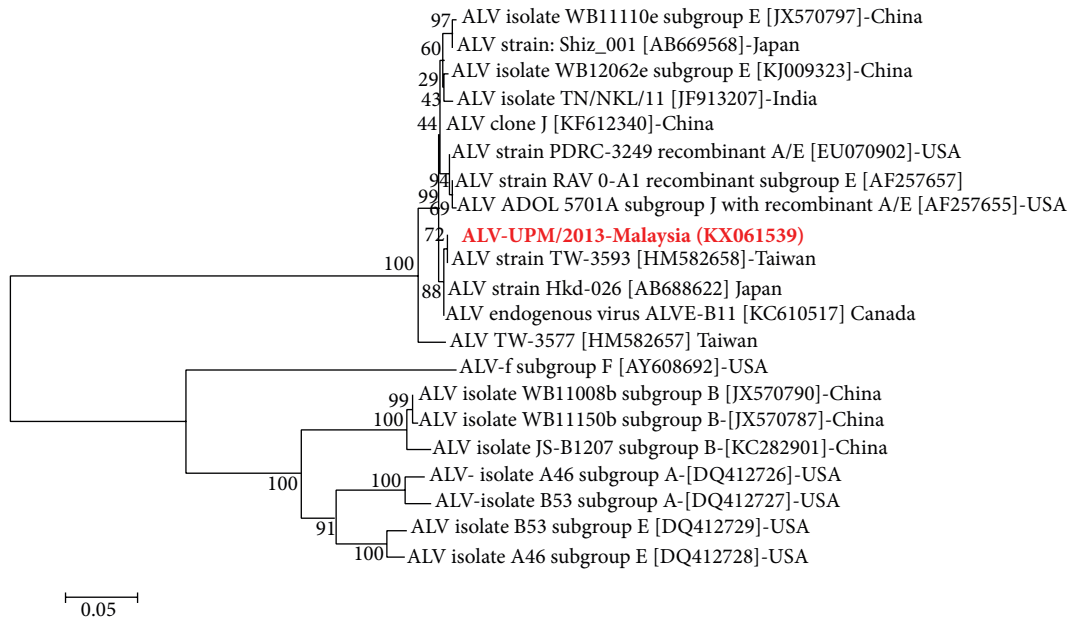 97 ALV isolate WB11110e subgroup E [JX570797]-China
ALV strain: Shiz_001 [AB669568]-Japan
60
ALV isolate WB12062e subgroup E [KJ009323]-China
29
43 ALV isolate TN/NKL/11 [JF913207]-India
44 ALV clone J [KF612340]-China
ALV strain PDRC-3249 recombinant A/E [EU070902]-USA
94 ALV strain RAV 0-A1 recombinant subgroup E [AF257657]
99
69 ALV ADOL 5701A subgroup J with recombinant A/E [AF257655]-USA
72 ALV-UPM/2013-Malaysia (KX061539)
ALV strain TW-3593 [HM582658]-Taiwan
100
88 ALV strain Hkd-026 [AB688622] Japan
ALV endogenous virus ALVE-B11 [KC610517] Canada
ALV TW-3577 [HM582657] Taiwan
ALV-f subgroup F [AY608692]-USA
99 ALV isolate WB11008b subgroup B [JX570790]-China
100 ALV isolate WB11150b subgroup B-[JX570787]-China
ALV isolate JS-B1207 subgroup B-[KC282901]-China
100 ALV- isolate A46 subgroup A-[DQ412726]-USA
100
ALV-isolate B53 subgroup A-[DQ412727]-USA
91 ALV isolate B53 subgroup E [DQ412729]-USA
100 ALV isolate A46 subgroup E [DQ412728]-USA
0.05